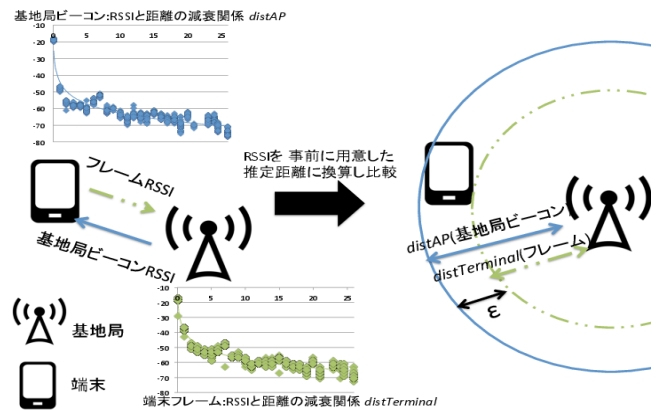 基地局ビーコン:RSSIと距離の減衰関係 distAP
0 5 10 15 20 25
-10
-20
-30
-40
-50
-60
-70
-80
フレームRSSI
基地局ビーコンRSSI
RSSIを 事前に用意した
推定距離に換算し比較
distAP(基地局ビーコン)
distTerminal(フレーム)
ε
基地局
端末
0 5 10 15 20 25
-10
-20
-30
-40
-50
-60
-70
-80
端末フレーム:RSSIと距離の減衰関係 distTerminal